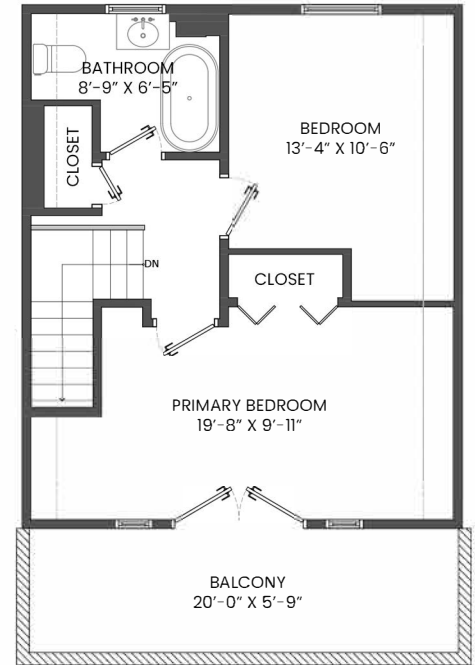 BATHROOM
8'-9" X 6'-5"
BEDROOM
13'-4" X 10'-6"
CLOSET
DN
CLOSET
PRIMARY BEDROOM
19'-8" X 9'-11"
BALCONY
20'-0" X 5'-9"